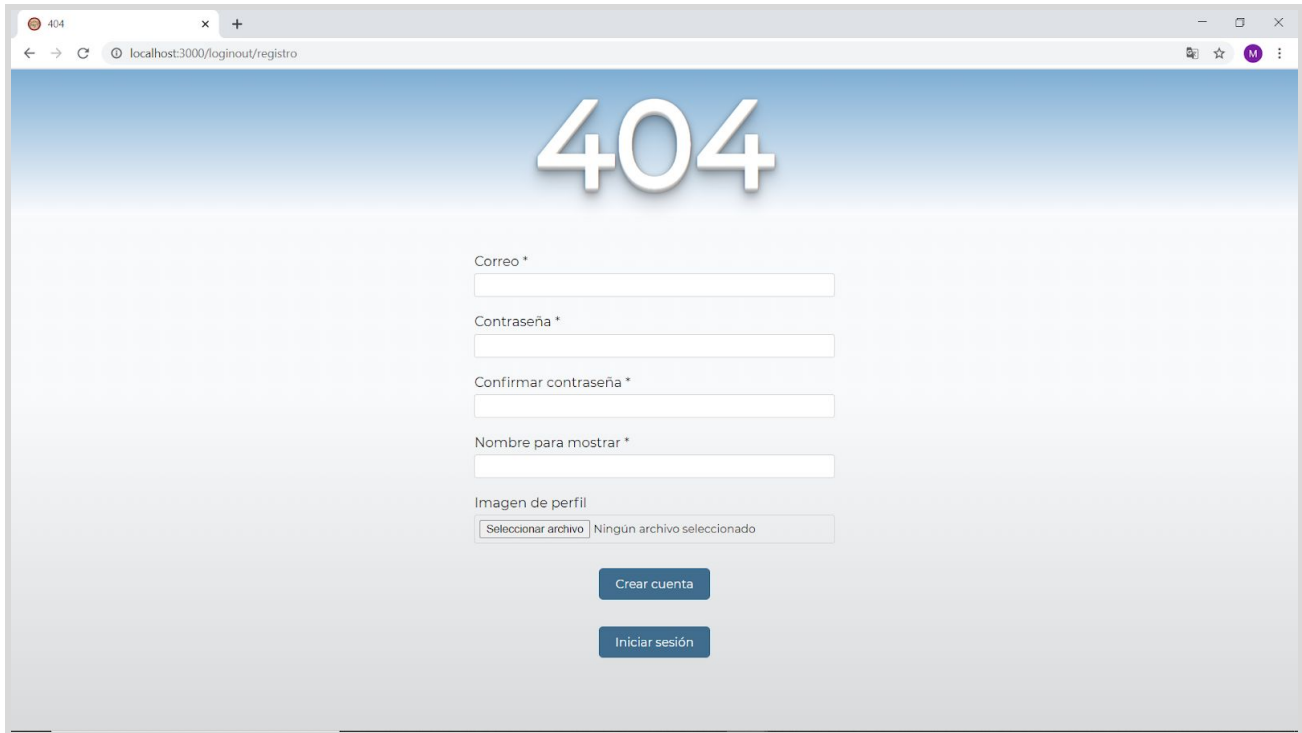 404
localhost:3000/loginout/registro
M
404
Correo *
Contraseña *
Confirmar contraseña *
Nombre para mostrar *
Imagen de perfil
Seleccionar archivo Ningún archivo seleccionado
Crear cuenta
Iniciar sesión